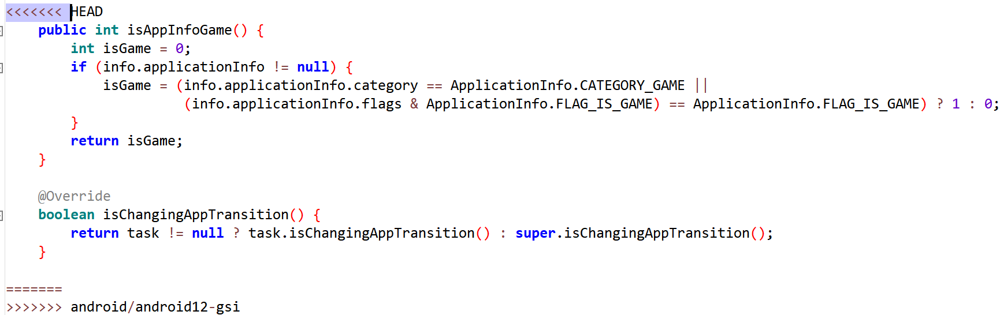 <<<<<<< HEAD
    public int isAppInfoGame() {
        int isGame = 0;
        if (info.applicationInfo != null) {
            isGame = (info.applicationInfo.category == ApplicationInfo.CATEGORY_GAME ||
                      (info.applicationInfo.flags & ApplicationInfo.FLAG_IS_GAME) == ApplicationInfo.FLAG_IS_GAME) ? 1 : 0;
        }
        return isGame;
    }

    @Override
    boolean isChangingAppTransition() {
        return task != null ? task.isChangingAppTransition() : super.isChangingAppTransition();
    }

=======
>>>>>>> android/android12-gsi